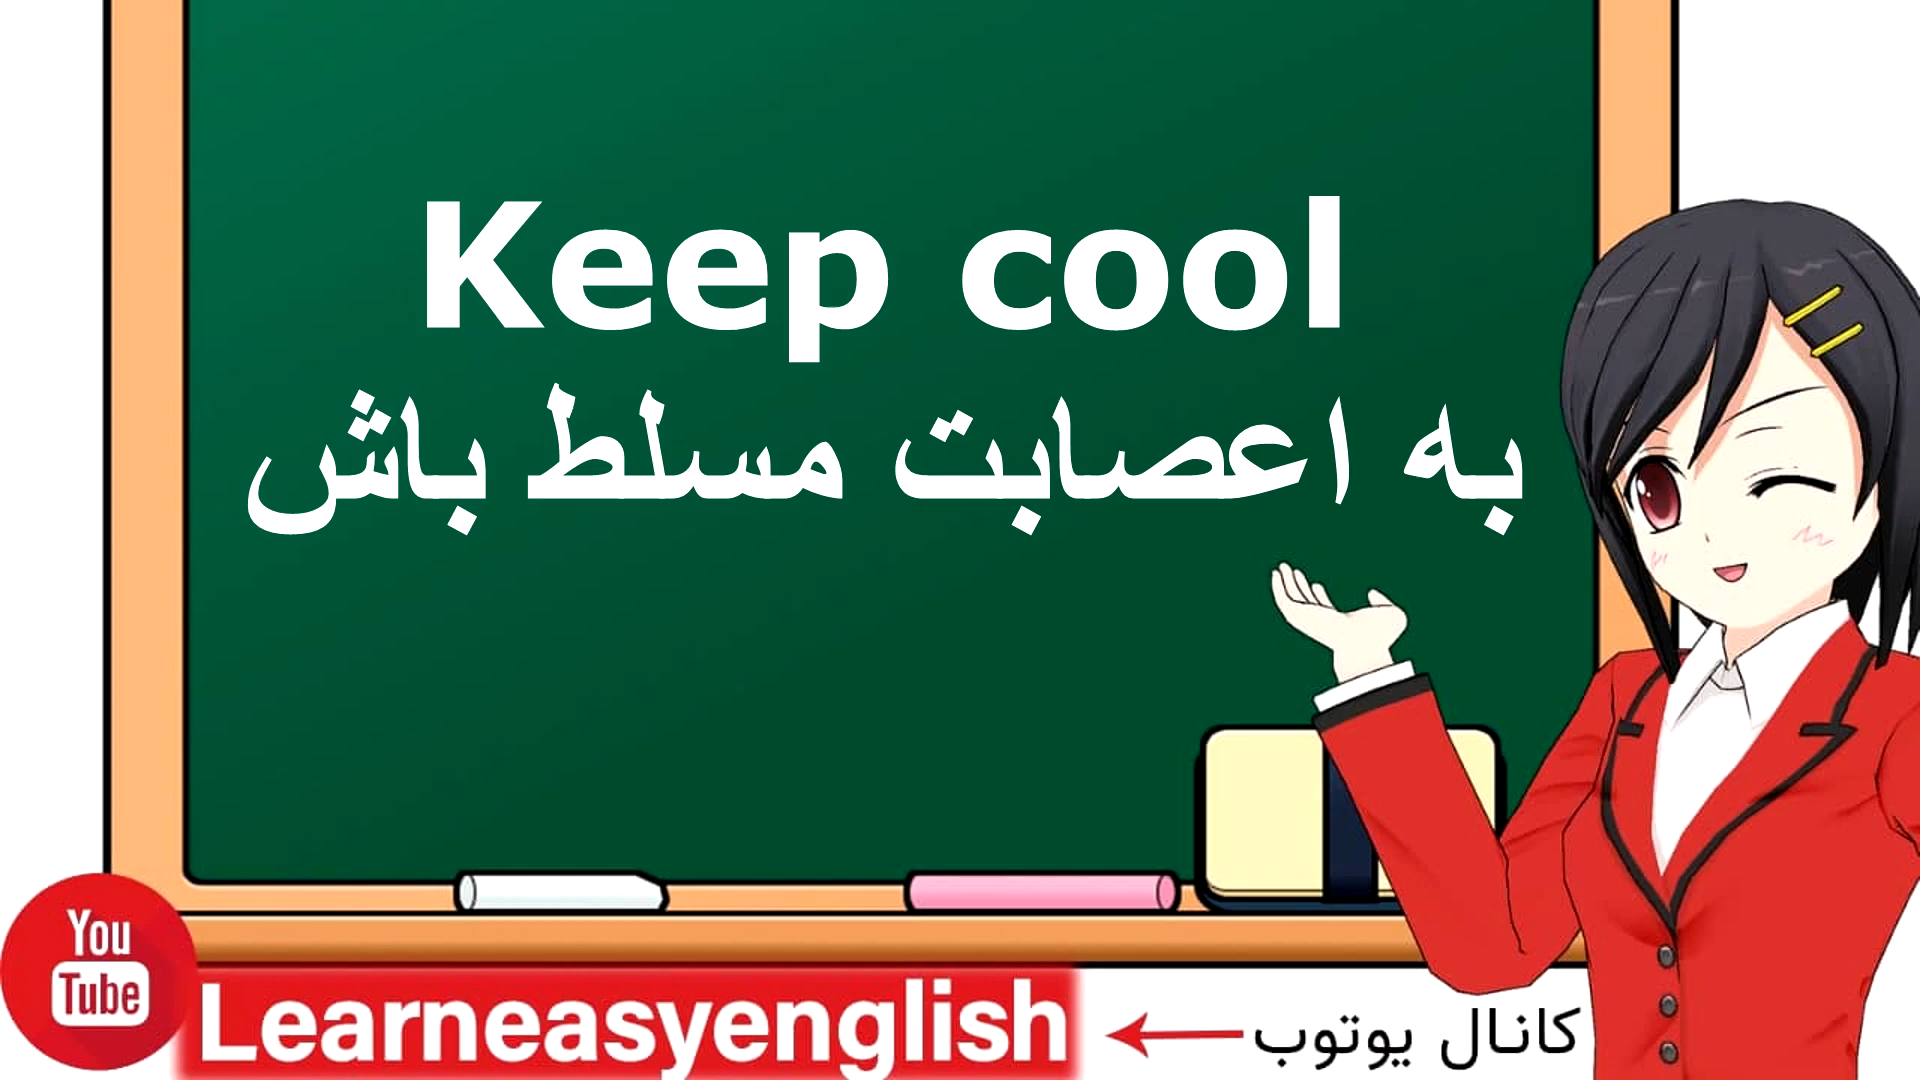 Keep cool
به اعصابت مسلط باش
You
Tube
Learneasyenglish
کانال یوتوب